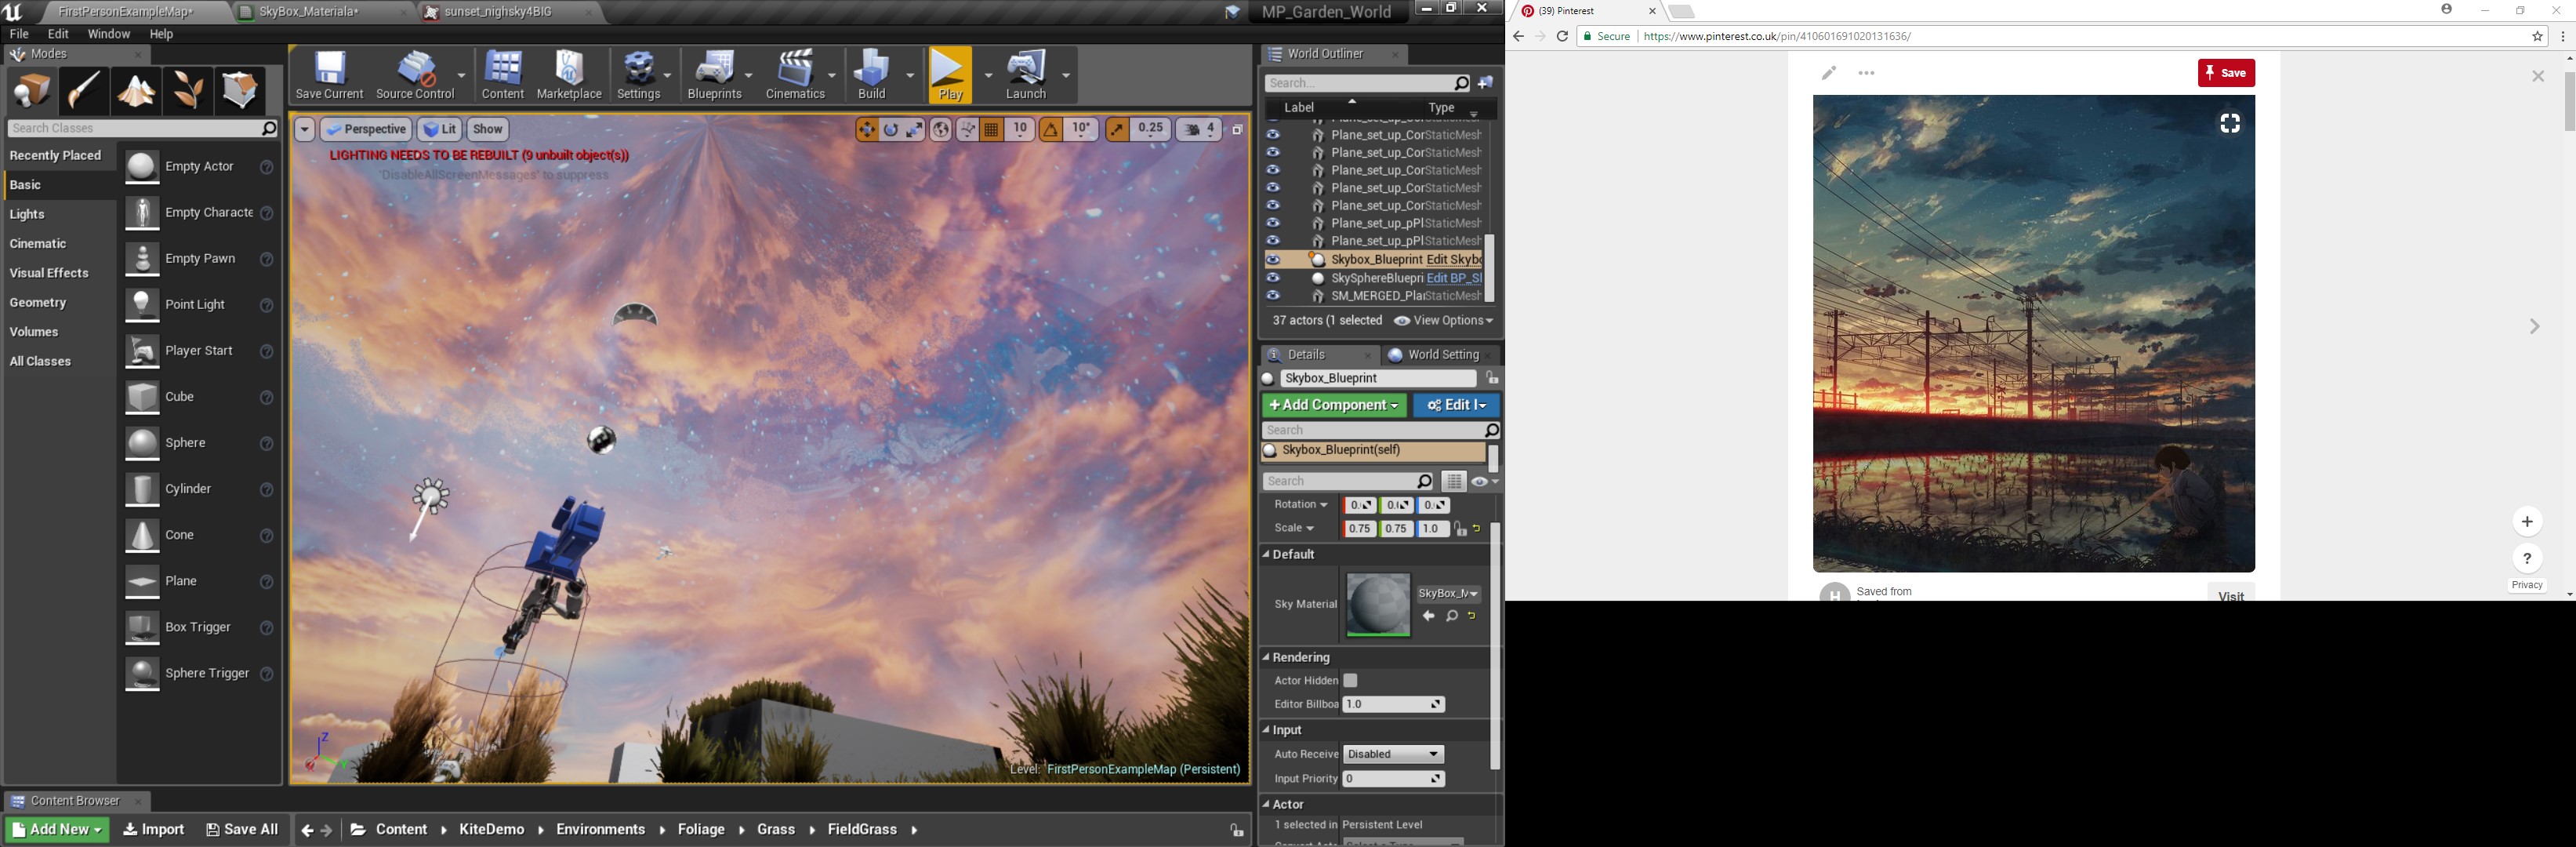 FirstPersonExampleMap*
SkyBox_Materiala*
sunset_nighsky4BIG
MP_Garden_World
File Edit Window Help
Modes
Search Classes
Recently Placed
Basic
Lights
Cinematic
Visual Effects
Geometry
Volumes
All Classes
Empty Actor
Empty Characte
Empty Pawn
Point Light
Player Start
Cube
Sphere
Cylinder
Cone
Plane
Box Trigger
Sphere Trigger
Save Current
Source Control
Content
Marketplace
Settings
Blueprints
Cinematics
Build
Play
Launch
Perspective
Lit
Show
10
10°
0.25
4
LIGHTING NEEDS TO BE REBUILT (9 unbuilt object(s))
'DisableAllScreenMessages' to suppress
Level: FirstPersonExampleMap (Persistent)
World Outliner
Search...
Label Type
Plane_set_up_Cor StaticMesh
Plane_set_up_Cor StaticMesh
Plane_set_up_Cor StaticMesh
Plane_set_up_Cor StaticMesh
Plane_set_up_Cor StaticMesh
Plane_set_up_pPl StaticMesh
Plane_set_up_pPl StaticMesh
Skybox_Blueprint Edit Skybo
SkySphereBluepri Edit BP_Sk
SM_MERGED_Plan StaticMesh
37 actors (1 selected View Options
Details
World Setting
Skybox_Blueprint
+Add Component
Edit
Search
Skybox_Blueprint(self)
Search
Rotation
Scale 0.75 0.75 1.0
Default
Sky Material SkyBox_M
Rendering
Actor Hidden
Editor Billboa 1.0
Input
Auto Receive Disabled
Input Priority 0
Actor
1 selected in Persistent Level
Content Browser
Add New Import Save All
Content KiteDemo Environments Foliage Grass FieldGrass
(39) Pinterest
Secure https://www.pinterest.co.uk/pin/410601691020131636/
Save
H
Saved from
Visit
+
?
Privacy
Z